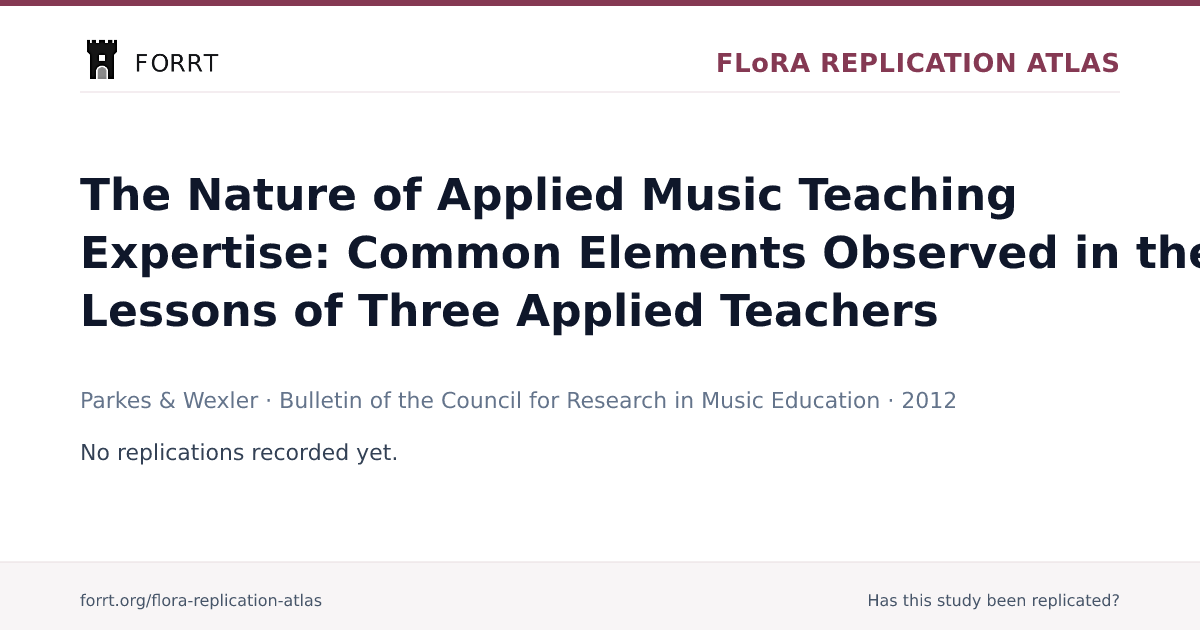 FORRT
FLoRA REPLICATION ATLAS
The Nature of Applied Music Teaching
Expertise: Common Elements Observed in the
Lessons of Three Applied Teachers
Parkes & Wexler · Bulletin of the Council for Research in Music Education · 2012
No replications recorded yet.
forrt.org/flora-replication-atlas
Has this study been replicated?